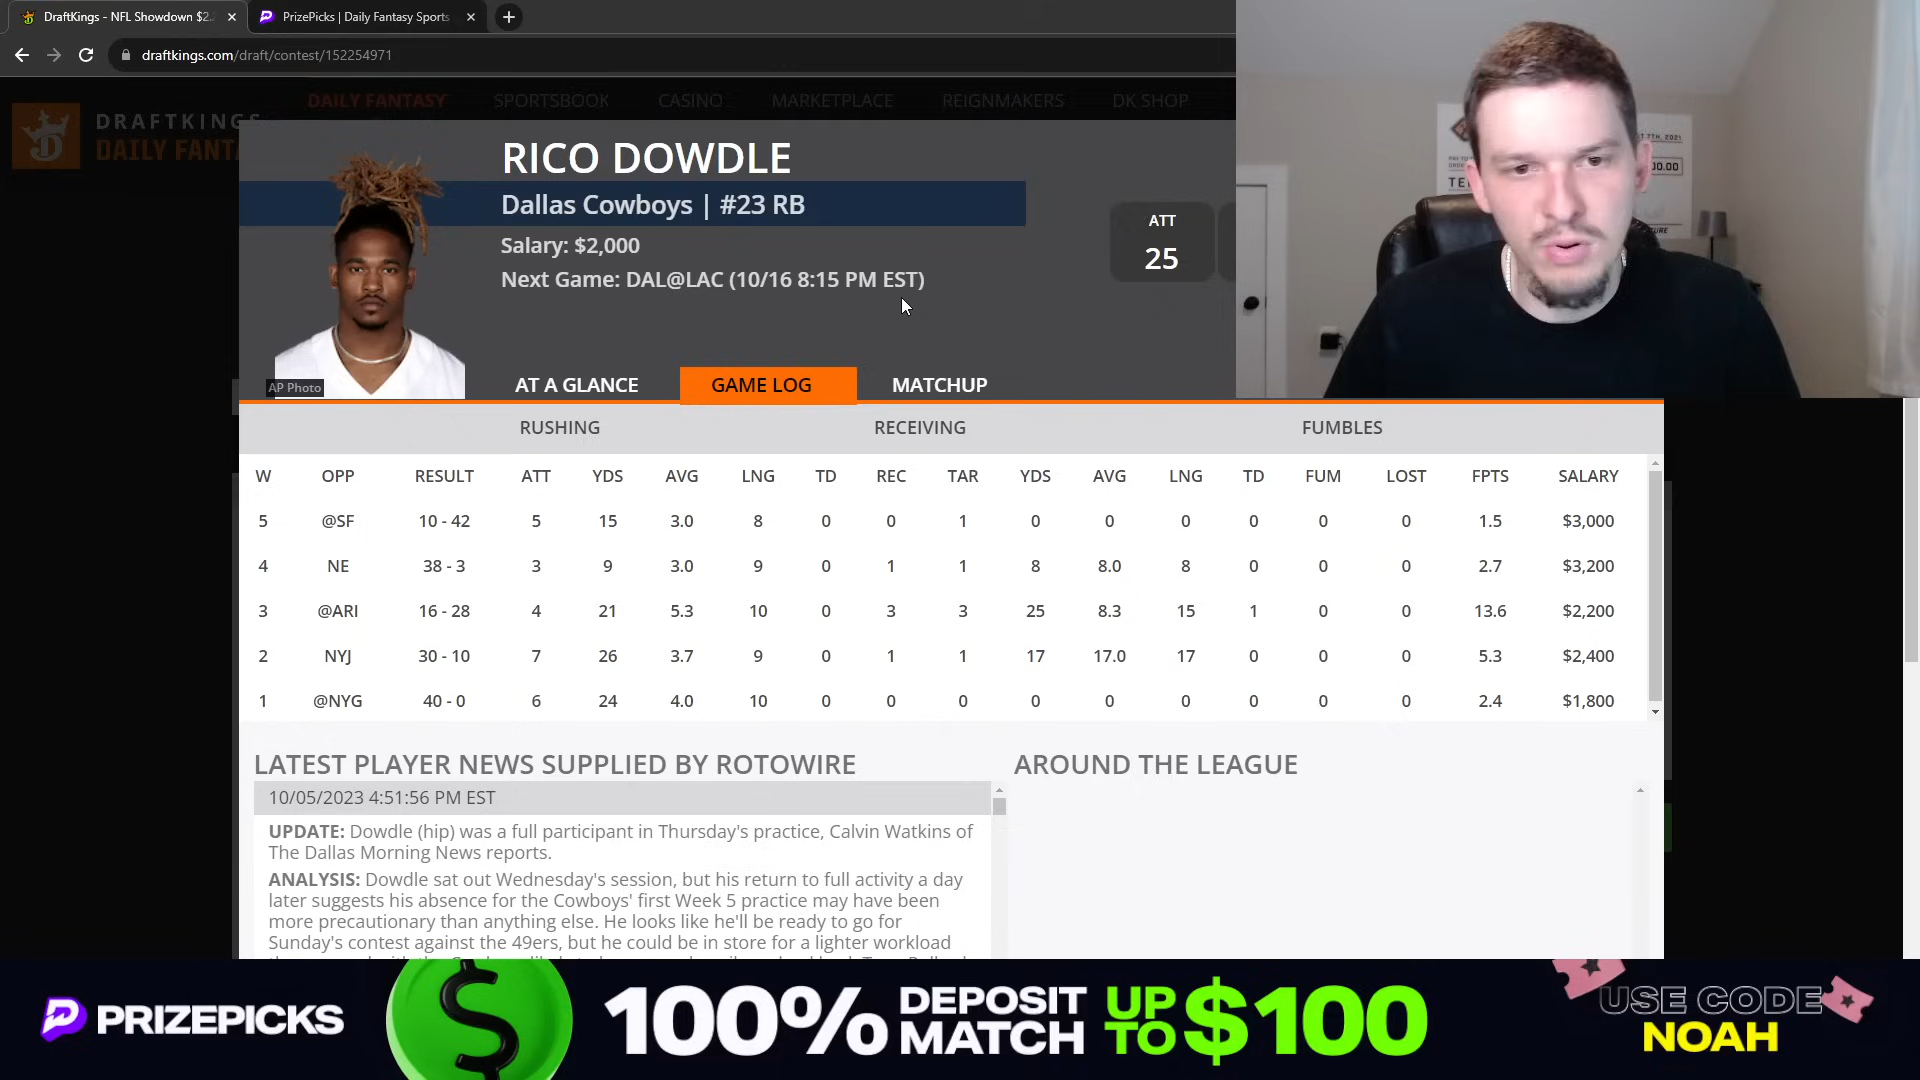 DraftKings - NFL Showdown $2.
PrizePicks | Daily Fantasy Sports
draftkings.com/draft/contest/152254971
DAILY FANTASY
SPORTSBOOK
CASINO
MARKETPLACE
REIGNMAKERS
DK SHOP
DRAFTKINGS
DAILY FANTA
RICO DOWDLE
Dallas Cowboys | #23 RB
Salary: $2,000
Next Game: DAL@LAC (10/16 8:15 PM EST)
ATT
25
AP Photo
AT A GLANCE
GAME LOG
MATCHUP
RUSHING RECEIVING FUMBLES
W OPP RESULT ATT YDS AVG LNG TD REC TAR YDS AVG LNG TD FUM LOST FPTS SALARY
5 @SF 10 - 42 5 15 3.0 8 0 0 1 0 0 0 0 0 0 1.5 $3,000
4 NE 38 - 3 3 9 3.0 9 0 1 1 8 8.0 8 0 0 0 2.7 $3,200
3 @ARI 16 - 28 4 21 5.3 10 0 3 3 25 8.3 15 1 0 0 13.6 $2,200
2 NYJ 30 - 10 7 26 3.7 9 0 1 1 17 17.0 17 0 0 0 5.3 $2,400
1 @NYG 40 - 0 6 24 4.0 10 0 0 0 0 0 0 0 0 0 2.4 $1,800
LATEST PLAYER NEWS SUPPLIED BY ROTOWIRE
AROUND THE LEAGUE
10/05/2023 4:51:56 PM EST
UPDATE: Dowdle (hip) was a full participant in Thursday's practice, Calvin Watkins of
The Dallas Morning News reports.
ANALYSIS: Dowdle sat out Wednesday's session, but his return to full activity a day
later suggests his absence for the Cowboys' first Week 5 practice may have been
more precautionary than anything else. He looks like he'll be ready to go for
Sunday's contest against the 49ers, but he could be in store for a lighter workload
PRIZEPICKS
100% DEPOSIT MATCH UP TO $100
USE CODE
NOAH